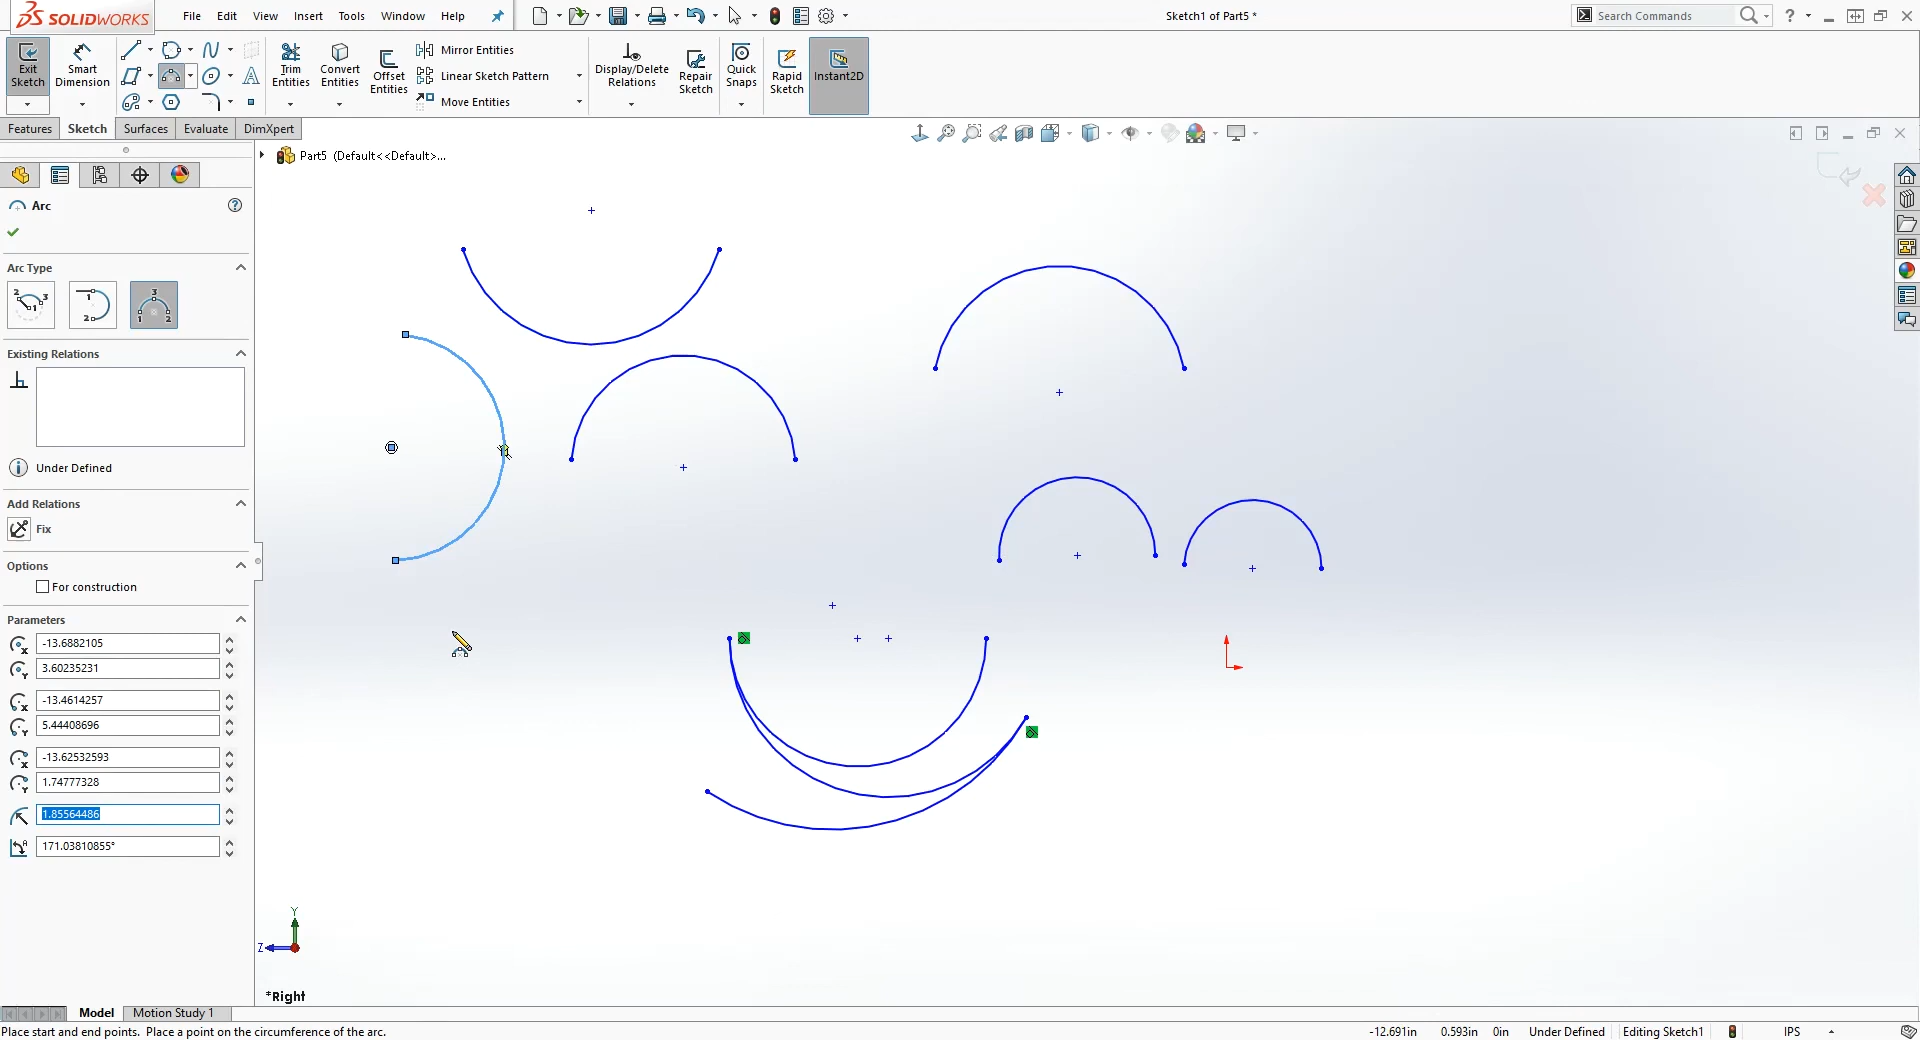 SOLIDWORKS
File Edit View Insert Tools Window Help
Sketch1 of Part5 *
Search Commands
Exit Sketch
Smart Dimension
Trim Entities
Convert Entities
Offset Entities
Mirror Entities
Linear Sketch Pattern
Move Entities
Display/Delete Relations
Repair Sketch
Quick Snaps
Rapid Sketch
Instant2D
Features Sketch Surfaces Evaluate DimXpert
Part5 (Default<<Default>...
Arc
Arc Type
Existing Relations
Under Defined
Add Relations
Fix
Options
For construction
Parameters
-13.6882105
3.60235231
-13.4614257
5.44408696
-13.62532593
1.74777328
1.85564486
171.03810855°
Y
Z
*Right
Model Motion Study 1
Place start and end points. Place a point on the circumference of the arc.
-12.691in 0.593in 0in Under Defined Editing Sketch1 IPS